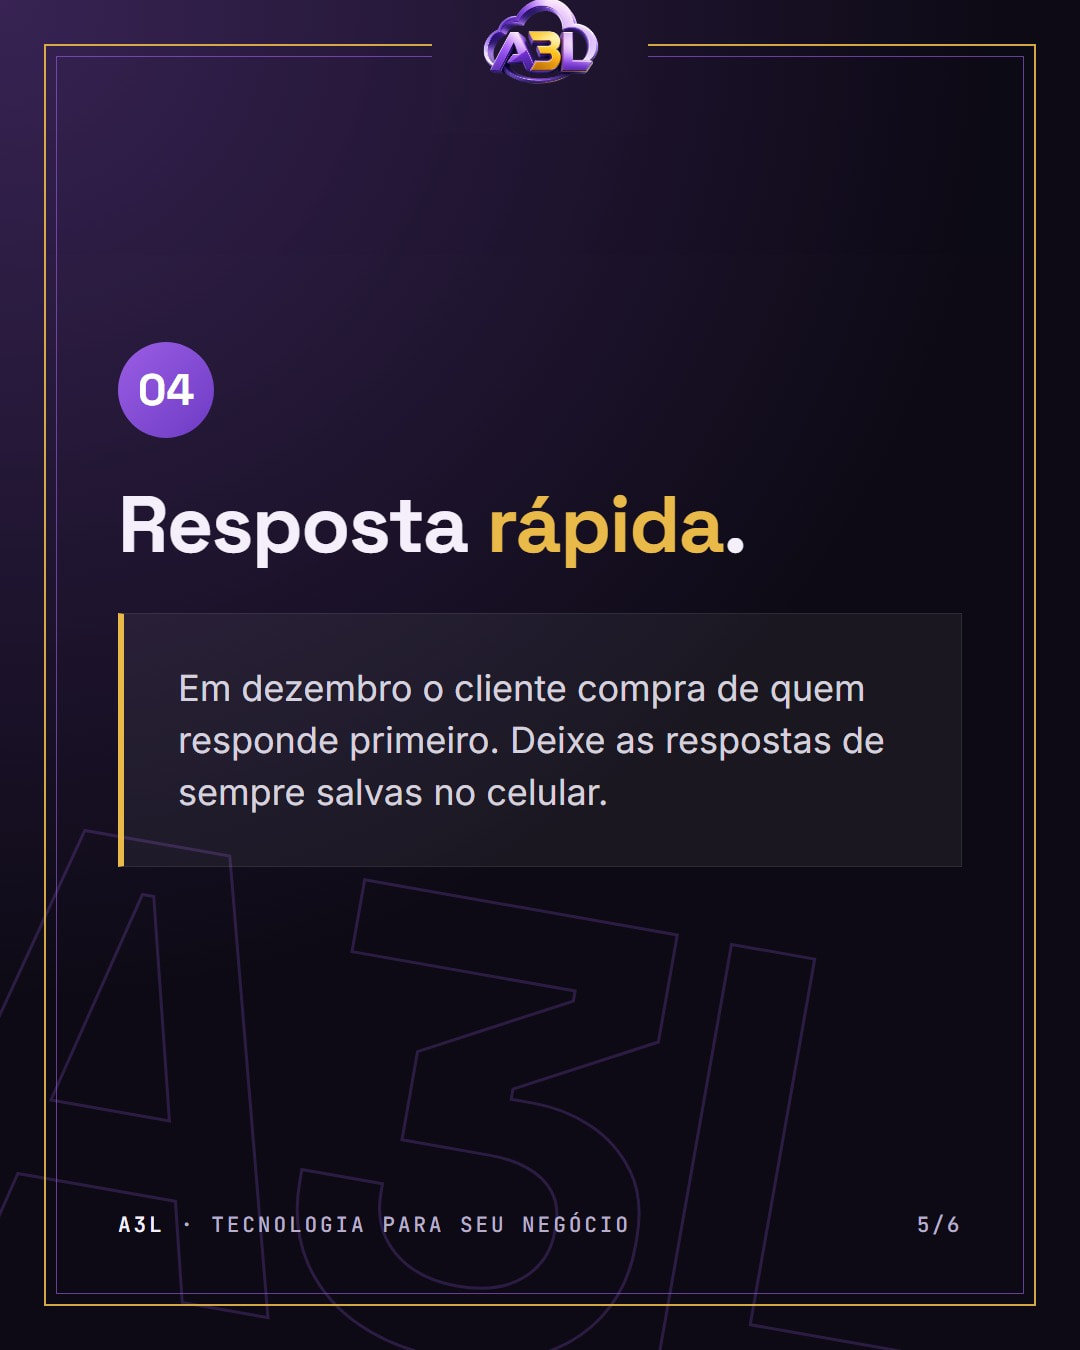 A3L
04
Resposta rápida.
Em dezembro o cliente compra de quem
responde primeiro. Deixe as respostas de
sempre salvas no celular.
A3L
A3L · TECNOLOGIA PARA SEU NEGÓCIO
5/6